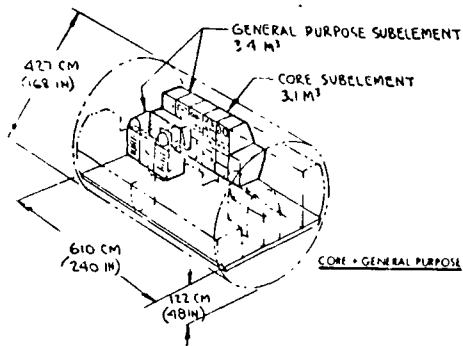 GENERAL PURPOSE SUBELEMENT
3.4 M³
CORE SUBELEMENT
3.1 M³
427 CM
(168 IN)
610 CM
(240 IN)
122 CM
(48 IN)
CORE + GENERAL PURPOSE